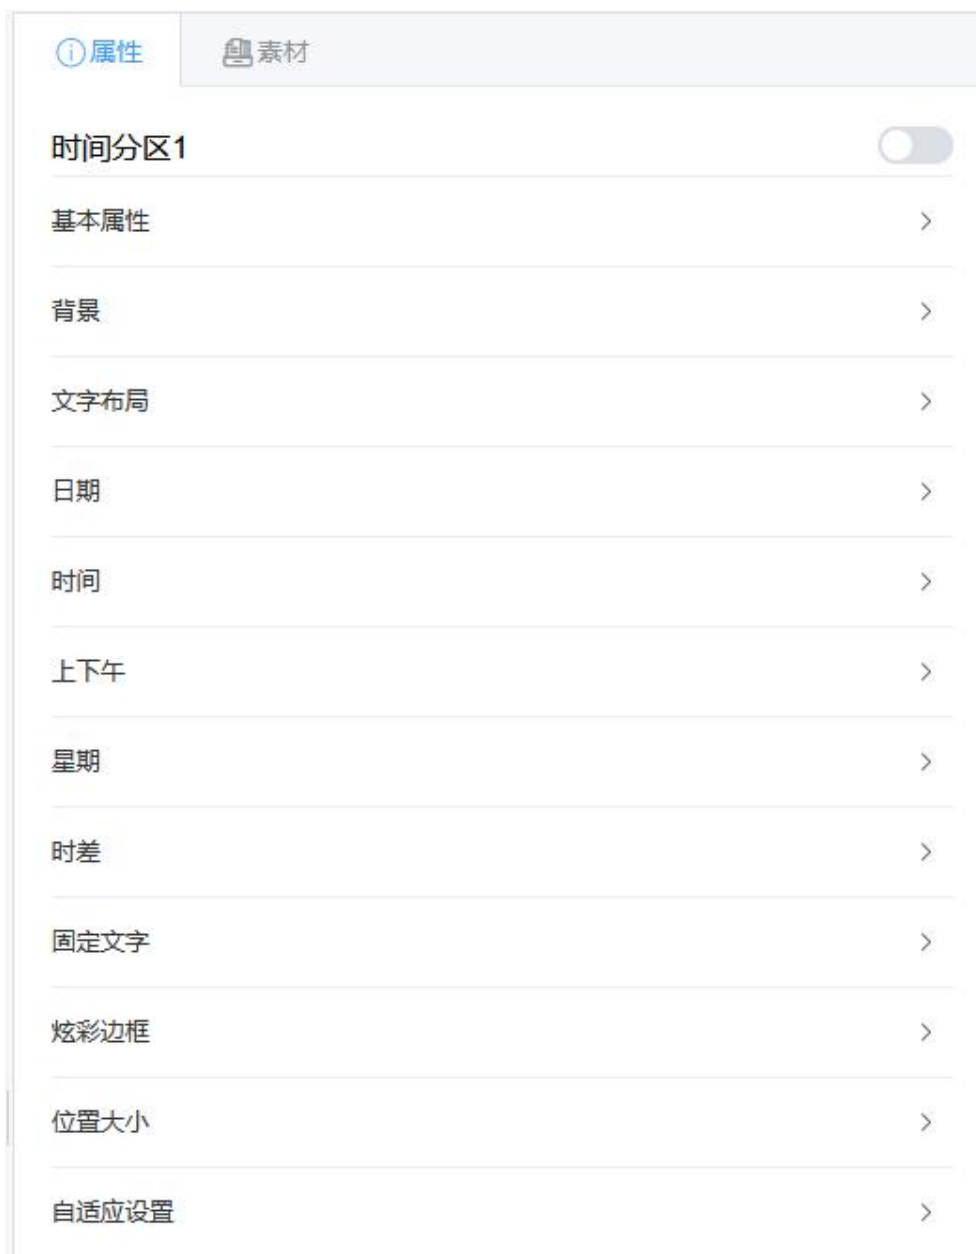 属性 素材
时间分区1
基本属性
背景
文字布局
日期
时间
上下午
星期
时差
固定文字
炫彩边框
位置大小
自适应设置